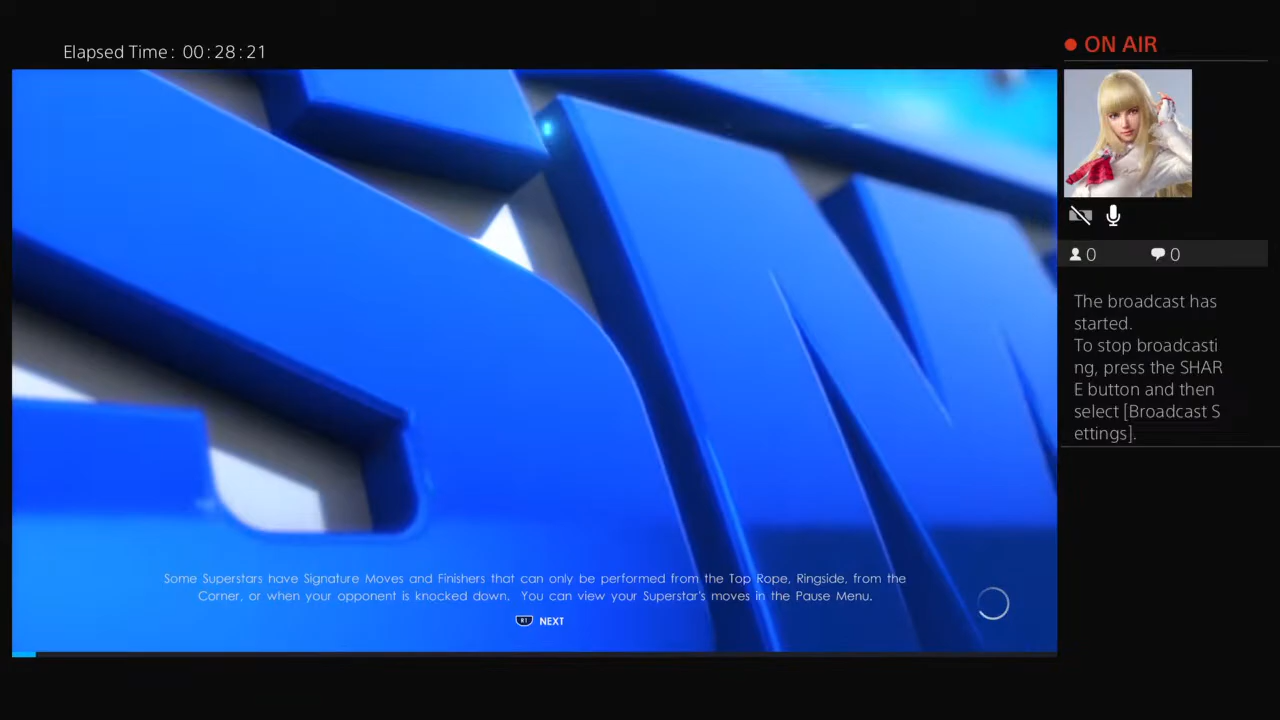 Elapsed Time: 00:28:21
ON AIR
0
0
The broadcast has
started.
To stop broadcasti
ng, press the SHAR
E button and then
select [Broadcast S
ettings].
SM
Some Superstars have Signature Moves and Finishers that can only be performed from the Top Rope, Ringside, from the
Corner, or when your opponent is knocked down. You can view your Superstar's moves in the Pause Menu.
R1 NEXT